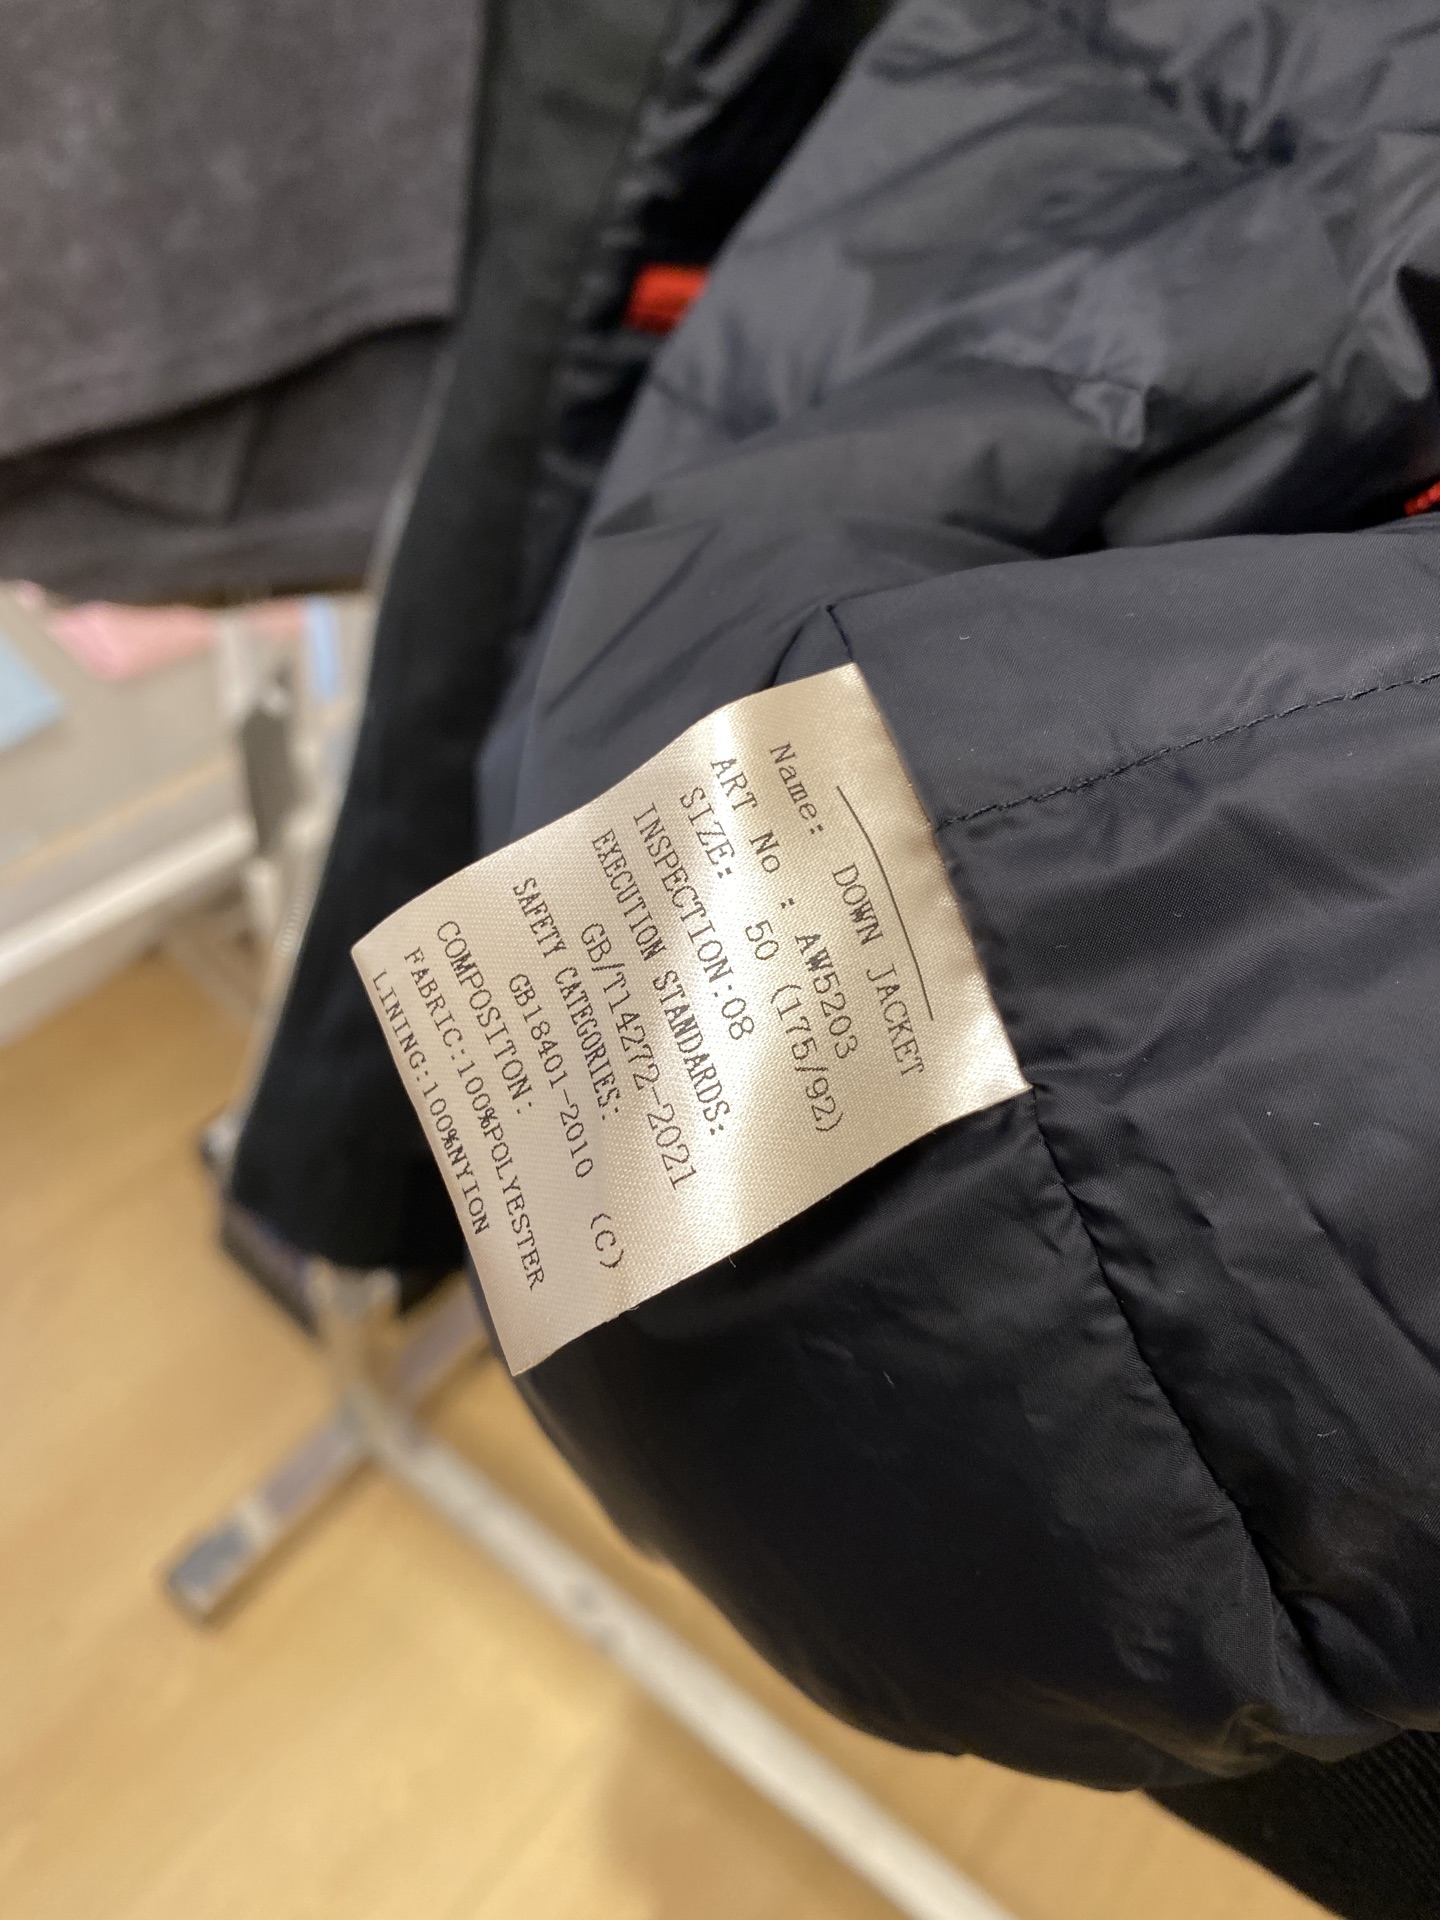 Name: DOWN JACKET
ART No : AW5203
SIZE: 50 (175/92)
INSPECTION:08
EXECUTION STANDARDS:
GB/T14272-2021
SAFETY CATEGORIES:
GB18401-2010 (C)
COMPOSITON:
FABRIC:100%POLYESTER
LINING:100%NYION